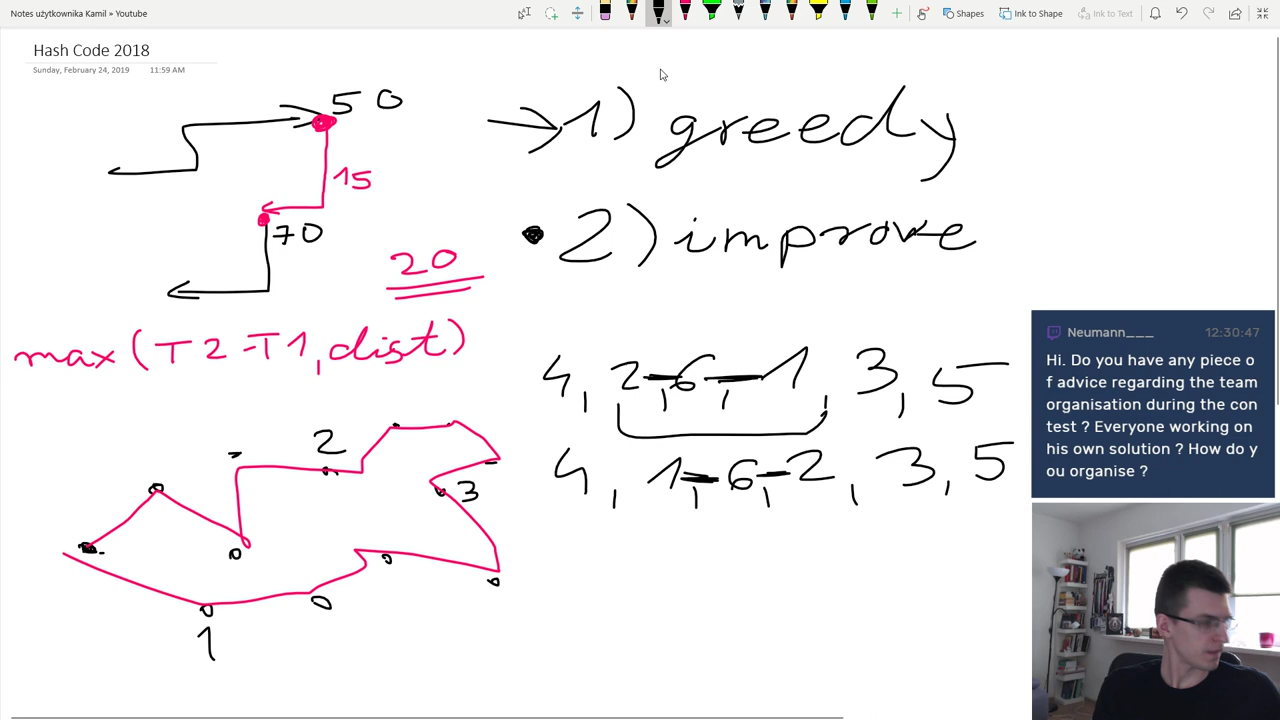 Notes użytkownika Kamil » Youtube
Shapes
Ink to Shape
Ink to Text
Hash Code 2018
Sunday, February 24, 2019
11:59 AM
50
15
70
20
max (T2-T1, dist)
1) greedy
2) improve
4, 2-6-1, 3, 5
4, 1-6-2, 3, 5
2
3
1
Neumann___ 12:30:47
Hi. Do you have any piece o
f advice regarding the team
organisation during the con
test ? Everyone working on
his own solution ? How do y
ou organise ?